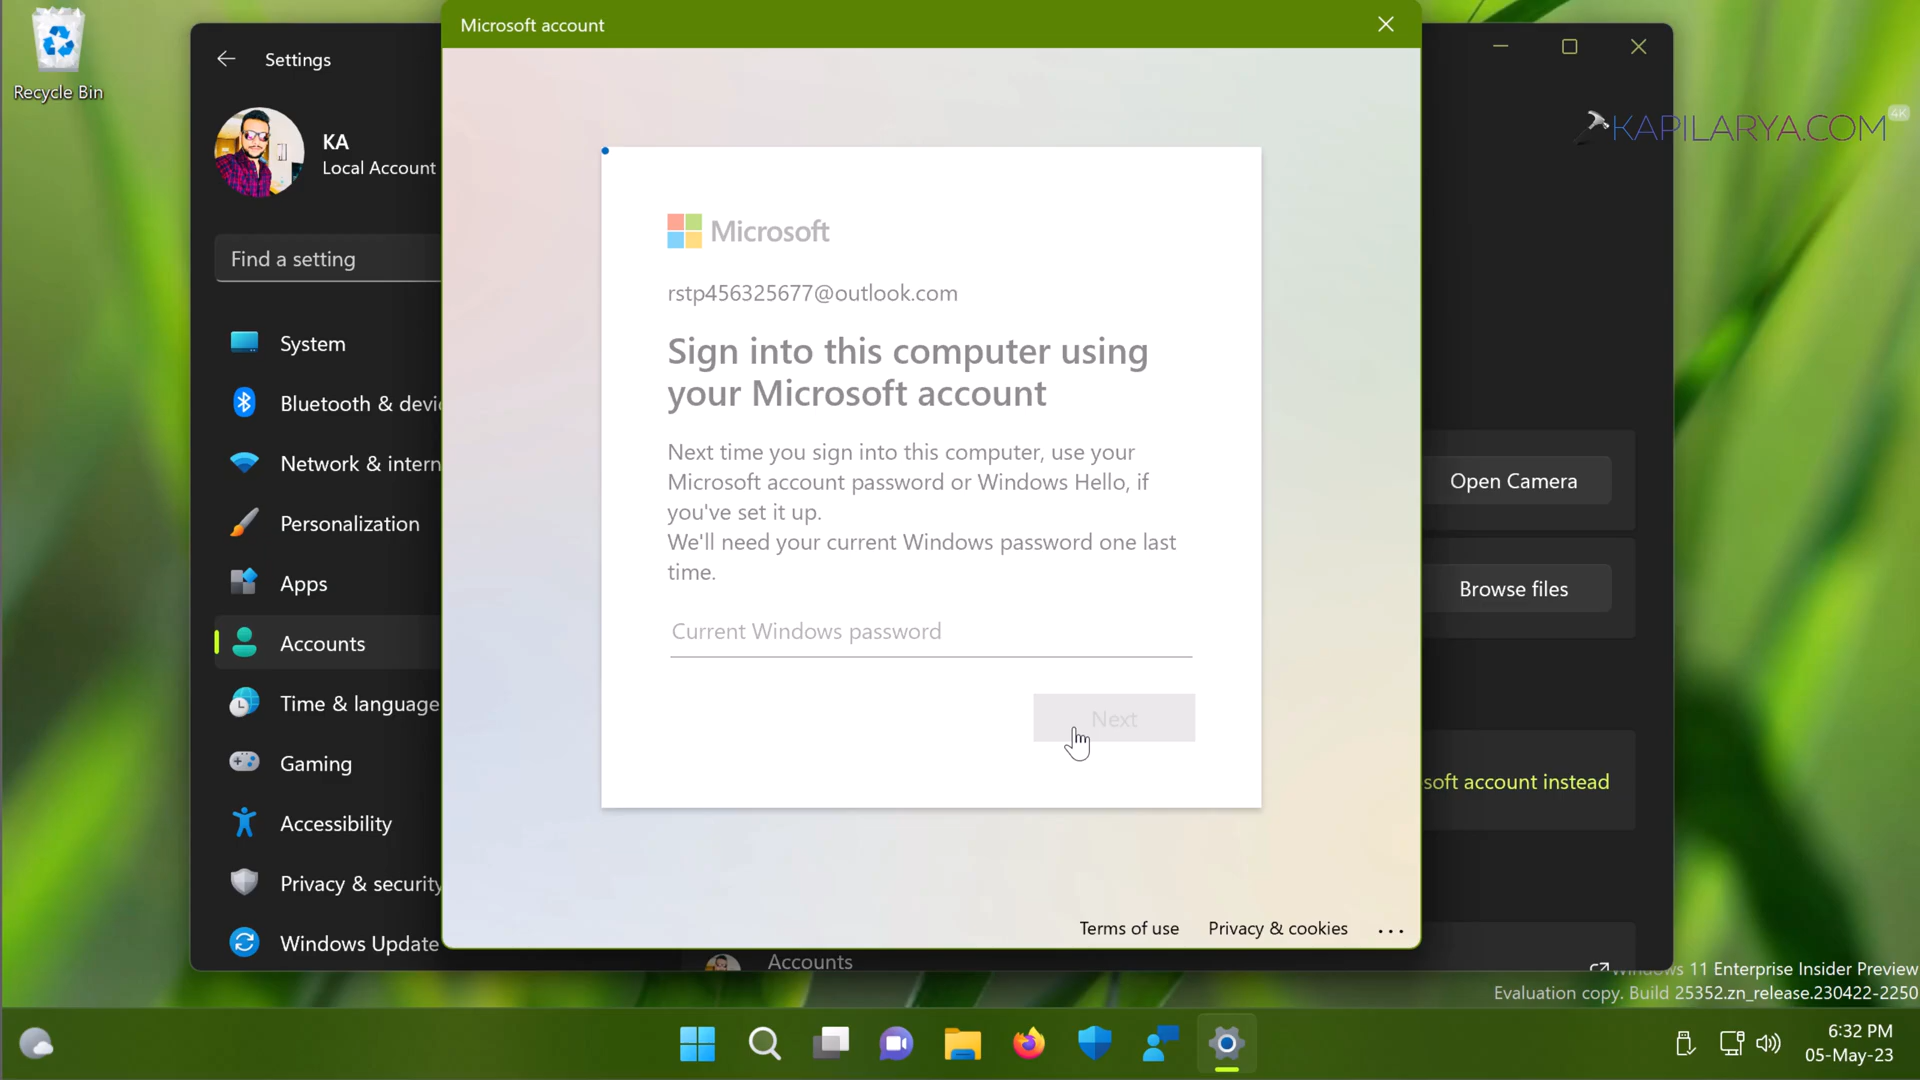 Recycle Bin
Settings
KA
Local Account
Find a setting
System
Bluetooth & devi
Network & intern
Personalization
Apps
Accounts
Time & language
Gaming
Accessibility
Privacy & security
Windows Update
Microsoft account
Microsoft
rstp456325677@outlook.com
Sign into this computer using
your Microsoft account
Next time you sign into this computer, use your
Microsoft account password or Windows Hello, if
you've set it up.
We'll need your current Windows password one last
time.
Current Windows password
Next
Terms of use
Privacy & cookies
...
Accounts
KAPILARYA.COM
4K
Open Camera
Browse files
soft account instead
Windows 11 Enterprise Insider Preview
Evaluation copy. Build 25352.zn_release.230422-2250
6:32 PM
05-May-23